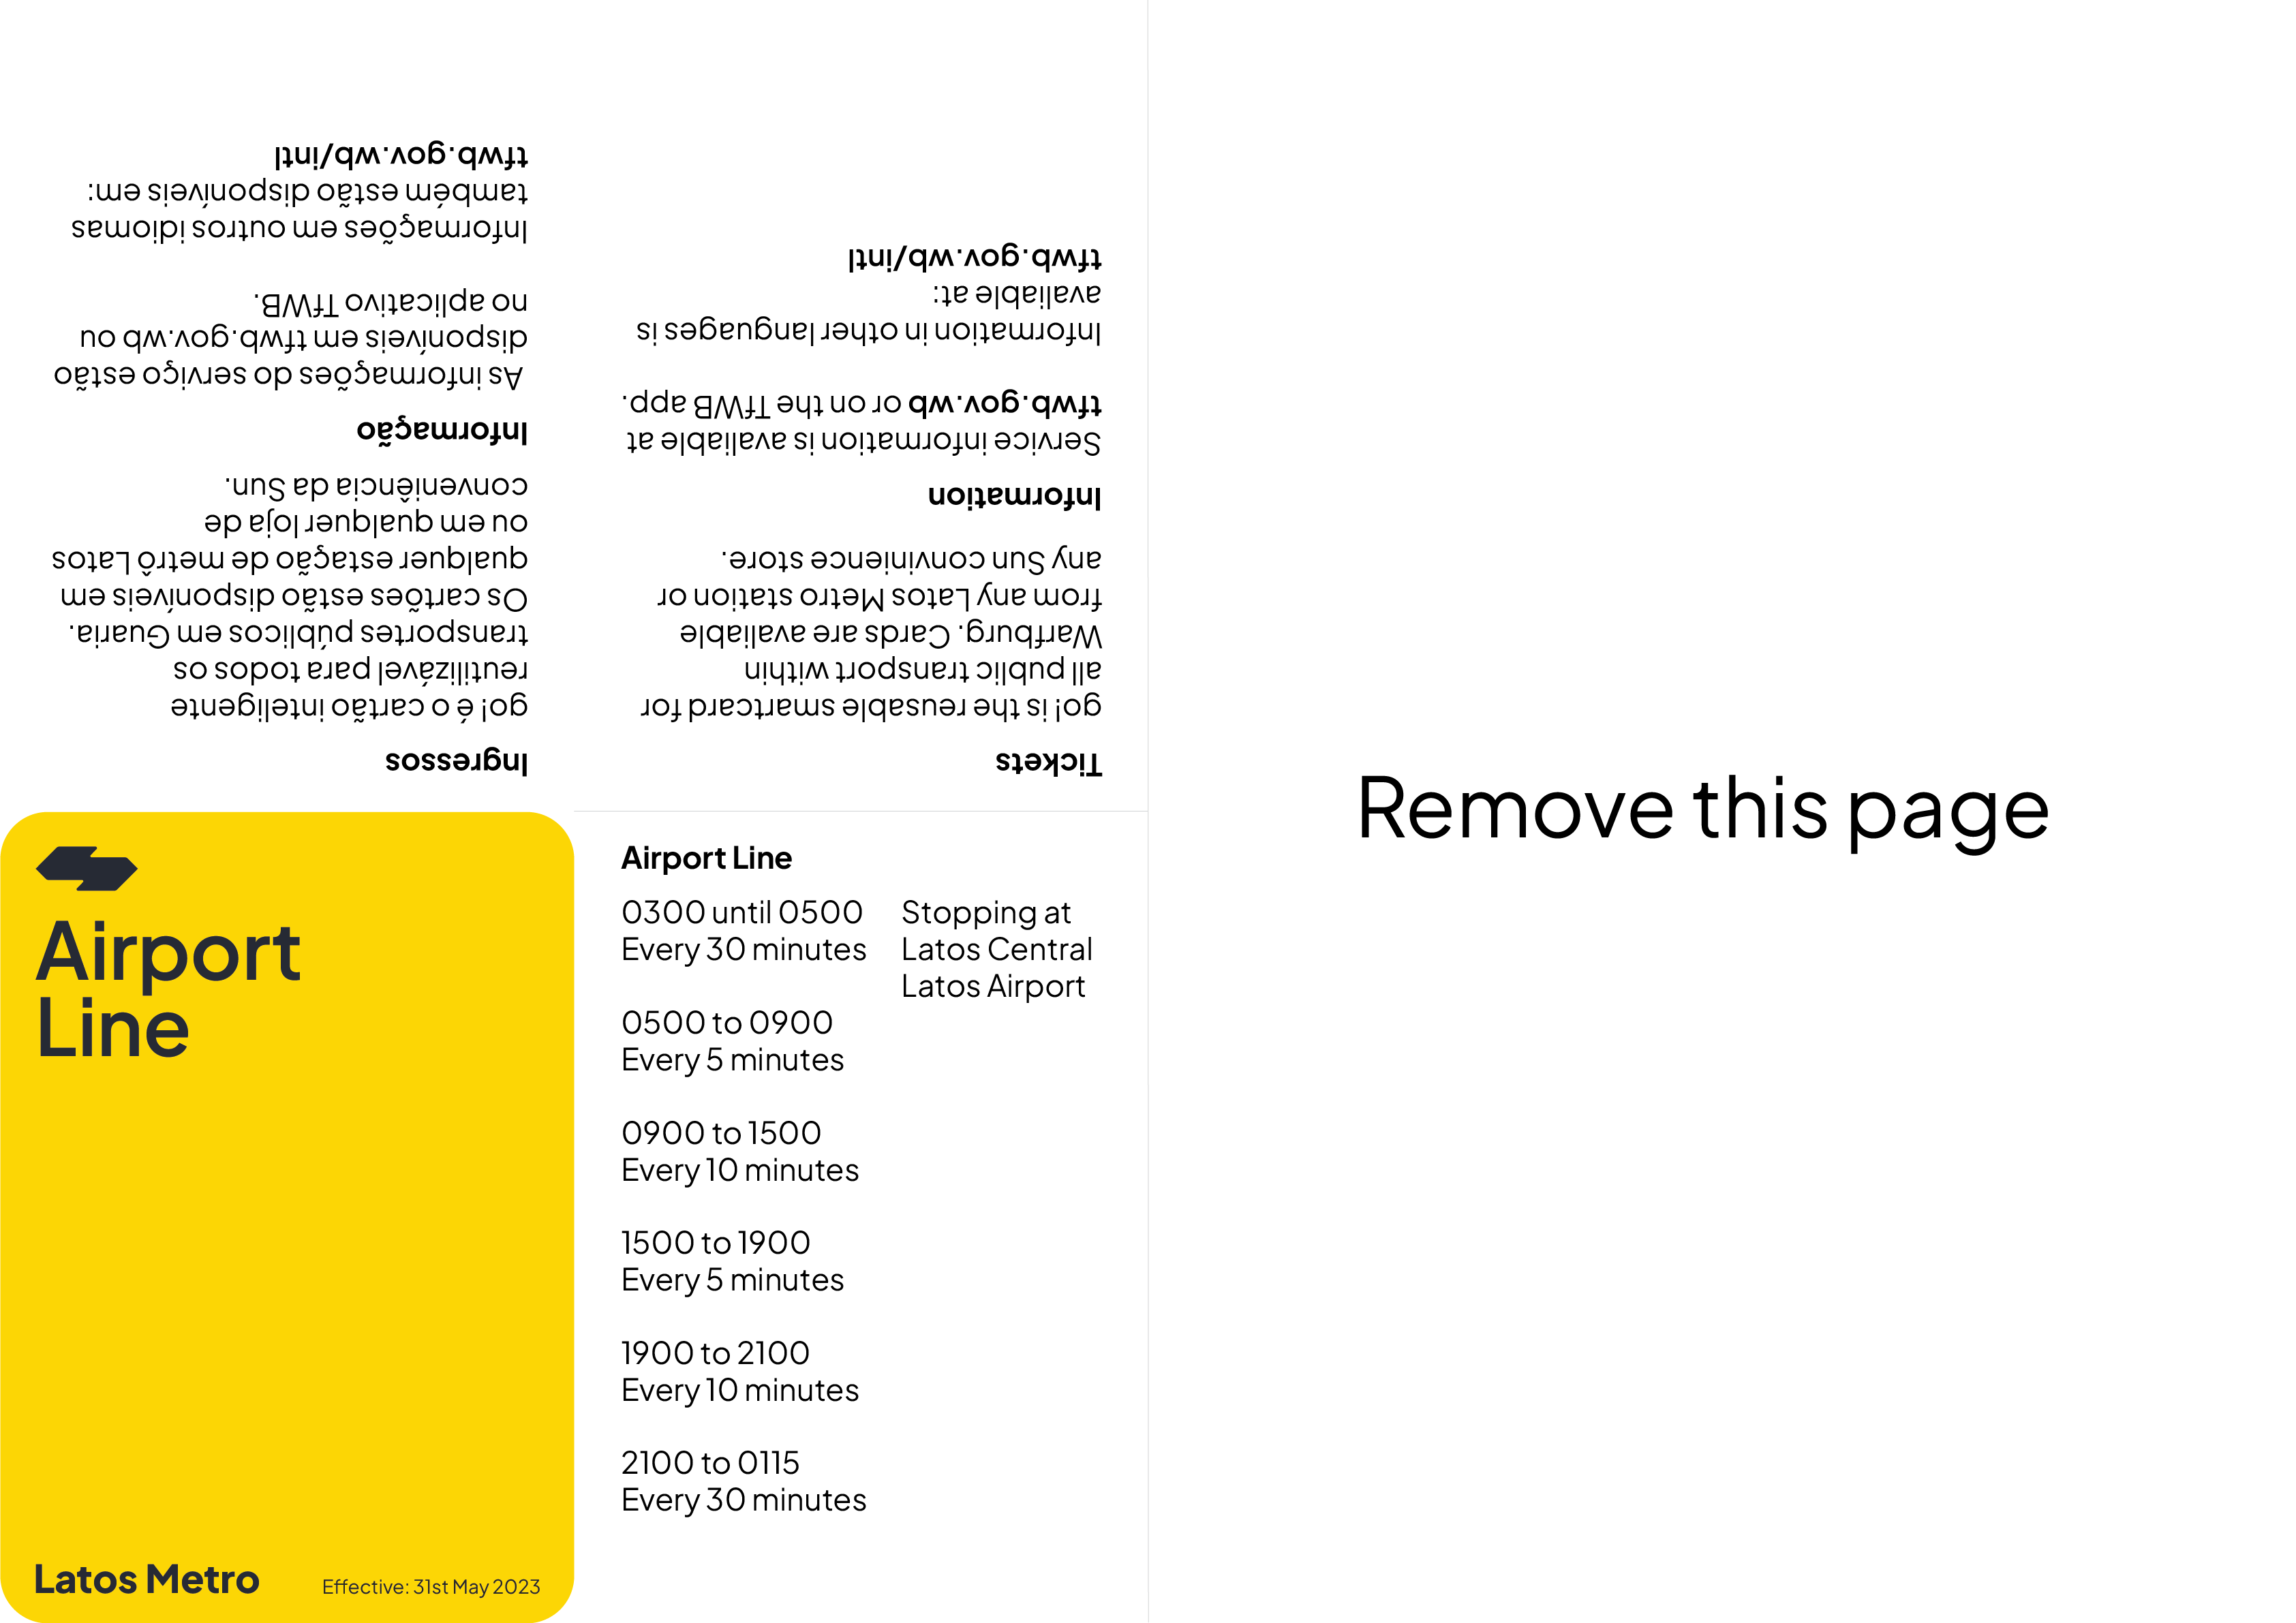 Airport
Line
Latos Metro
Effective: 31st May 2023
Airport Line
0300 until 0500
Every 30 minutes
0500 to 0900
Every 5 minutes
0900 to 1500
Every 10 minutes
1500 to 1900
Every 5 minutes
1900 to 2100
Every 10 minutes
2100 to 0115
Every 30 minutes
Stopping at
Latos Central
Latos Airport
Tickets
go! is the reusable smartcard for
all public transport within
Warfburg. Cards are avaliable
from any Latos Metro station or
any Sun convinience store.
Information
Service information is avaliable at
tfwb.gov.wb or on the TfWB app.
Information in other languages is
avaliable at:
tfwb.gov.wb/intl
Ingressos
go! é o cartão inteligente
reutilizável para todos os
transportes públicos em Guaria.
Os cartões estão disponíveis em
qualquer estação de metrô Latos
ou em qualquer loja de
conveniência da Sun.
Informação
As informações do serviço estão
disponíveis em tfwb.gov.wb ou
no aplicativo TfWB.
Informações em outros idiomas
também estão disponíveis em:
tfwb.gov.wb/intl
Remove this page